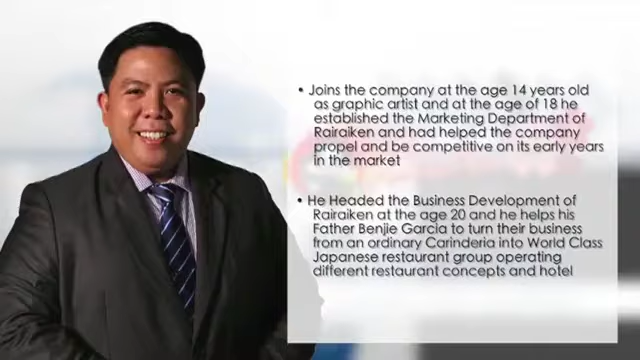 • Joins the company at the age 14 years old
as graphic artist and at the age of 18 he
established the Marketing Department of
Rairaiken and had helped the company
propel and be competitive on its early years
in the market
• He Headed the Business Development of
Rairaiken at the age 20 and he helps his
Father Benjie Garcia to turn their business
from an ordinary Carinderia into World Class
Japanese restaurant group operating
different restaurant concepts and hotel